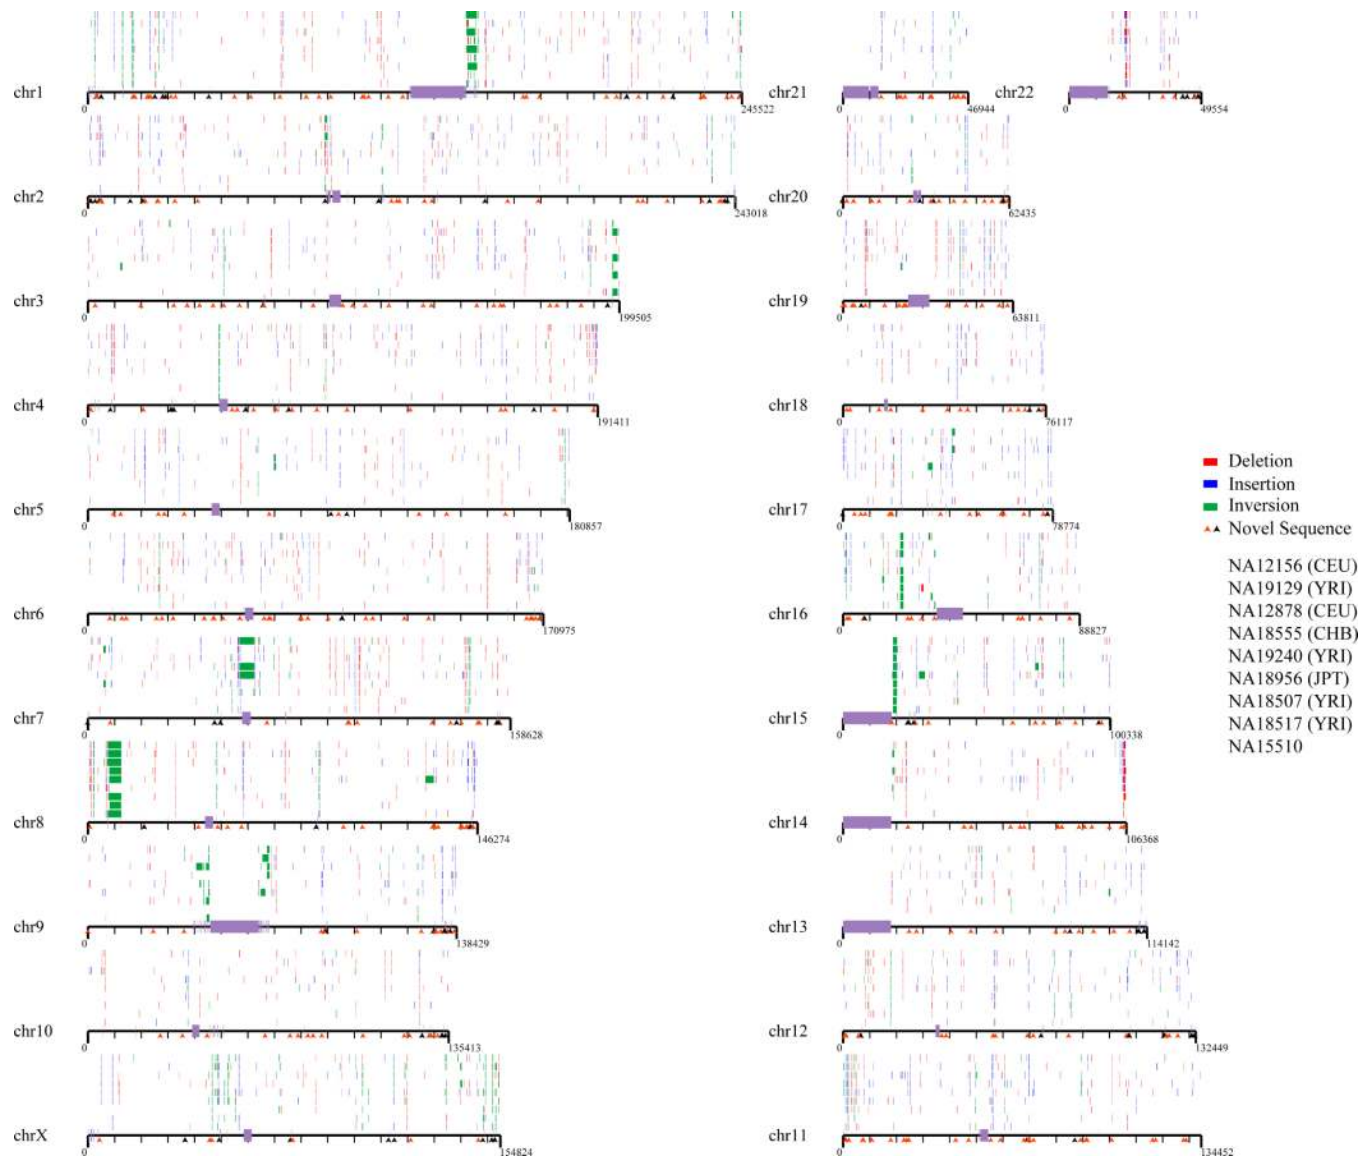 chr1
0
245522
chr21
0
46944
chr22
0
49554
chr2
0
243018
chr20
0
62435
chr3
0
199505
chr19
0
63811
chr4
0
191411
chr18
0
76117
chr5
0
180857
chr17
0
78774
chr6
0
170975
chr16
0
88827
chr7
0
158628
chr15
0
100338
chr8
0
146274
chr14
0
106368
chr9
0
138429
chr13
0
114142
chr10
0
135413
chr12
0
132449
chrX
0
154824
chr11
0
134452
Deletion
Insertion
Inversion
Novel Sequence
NA12156 (CEU)
NA19129 (YRI)
NA12878 (CEU)
NA18555 (CHB)
NA19240 (YRI)
NA18956 (JPT)
NA18507 (YRI)
NA18517 (YRI)
NA15510